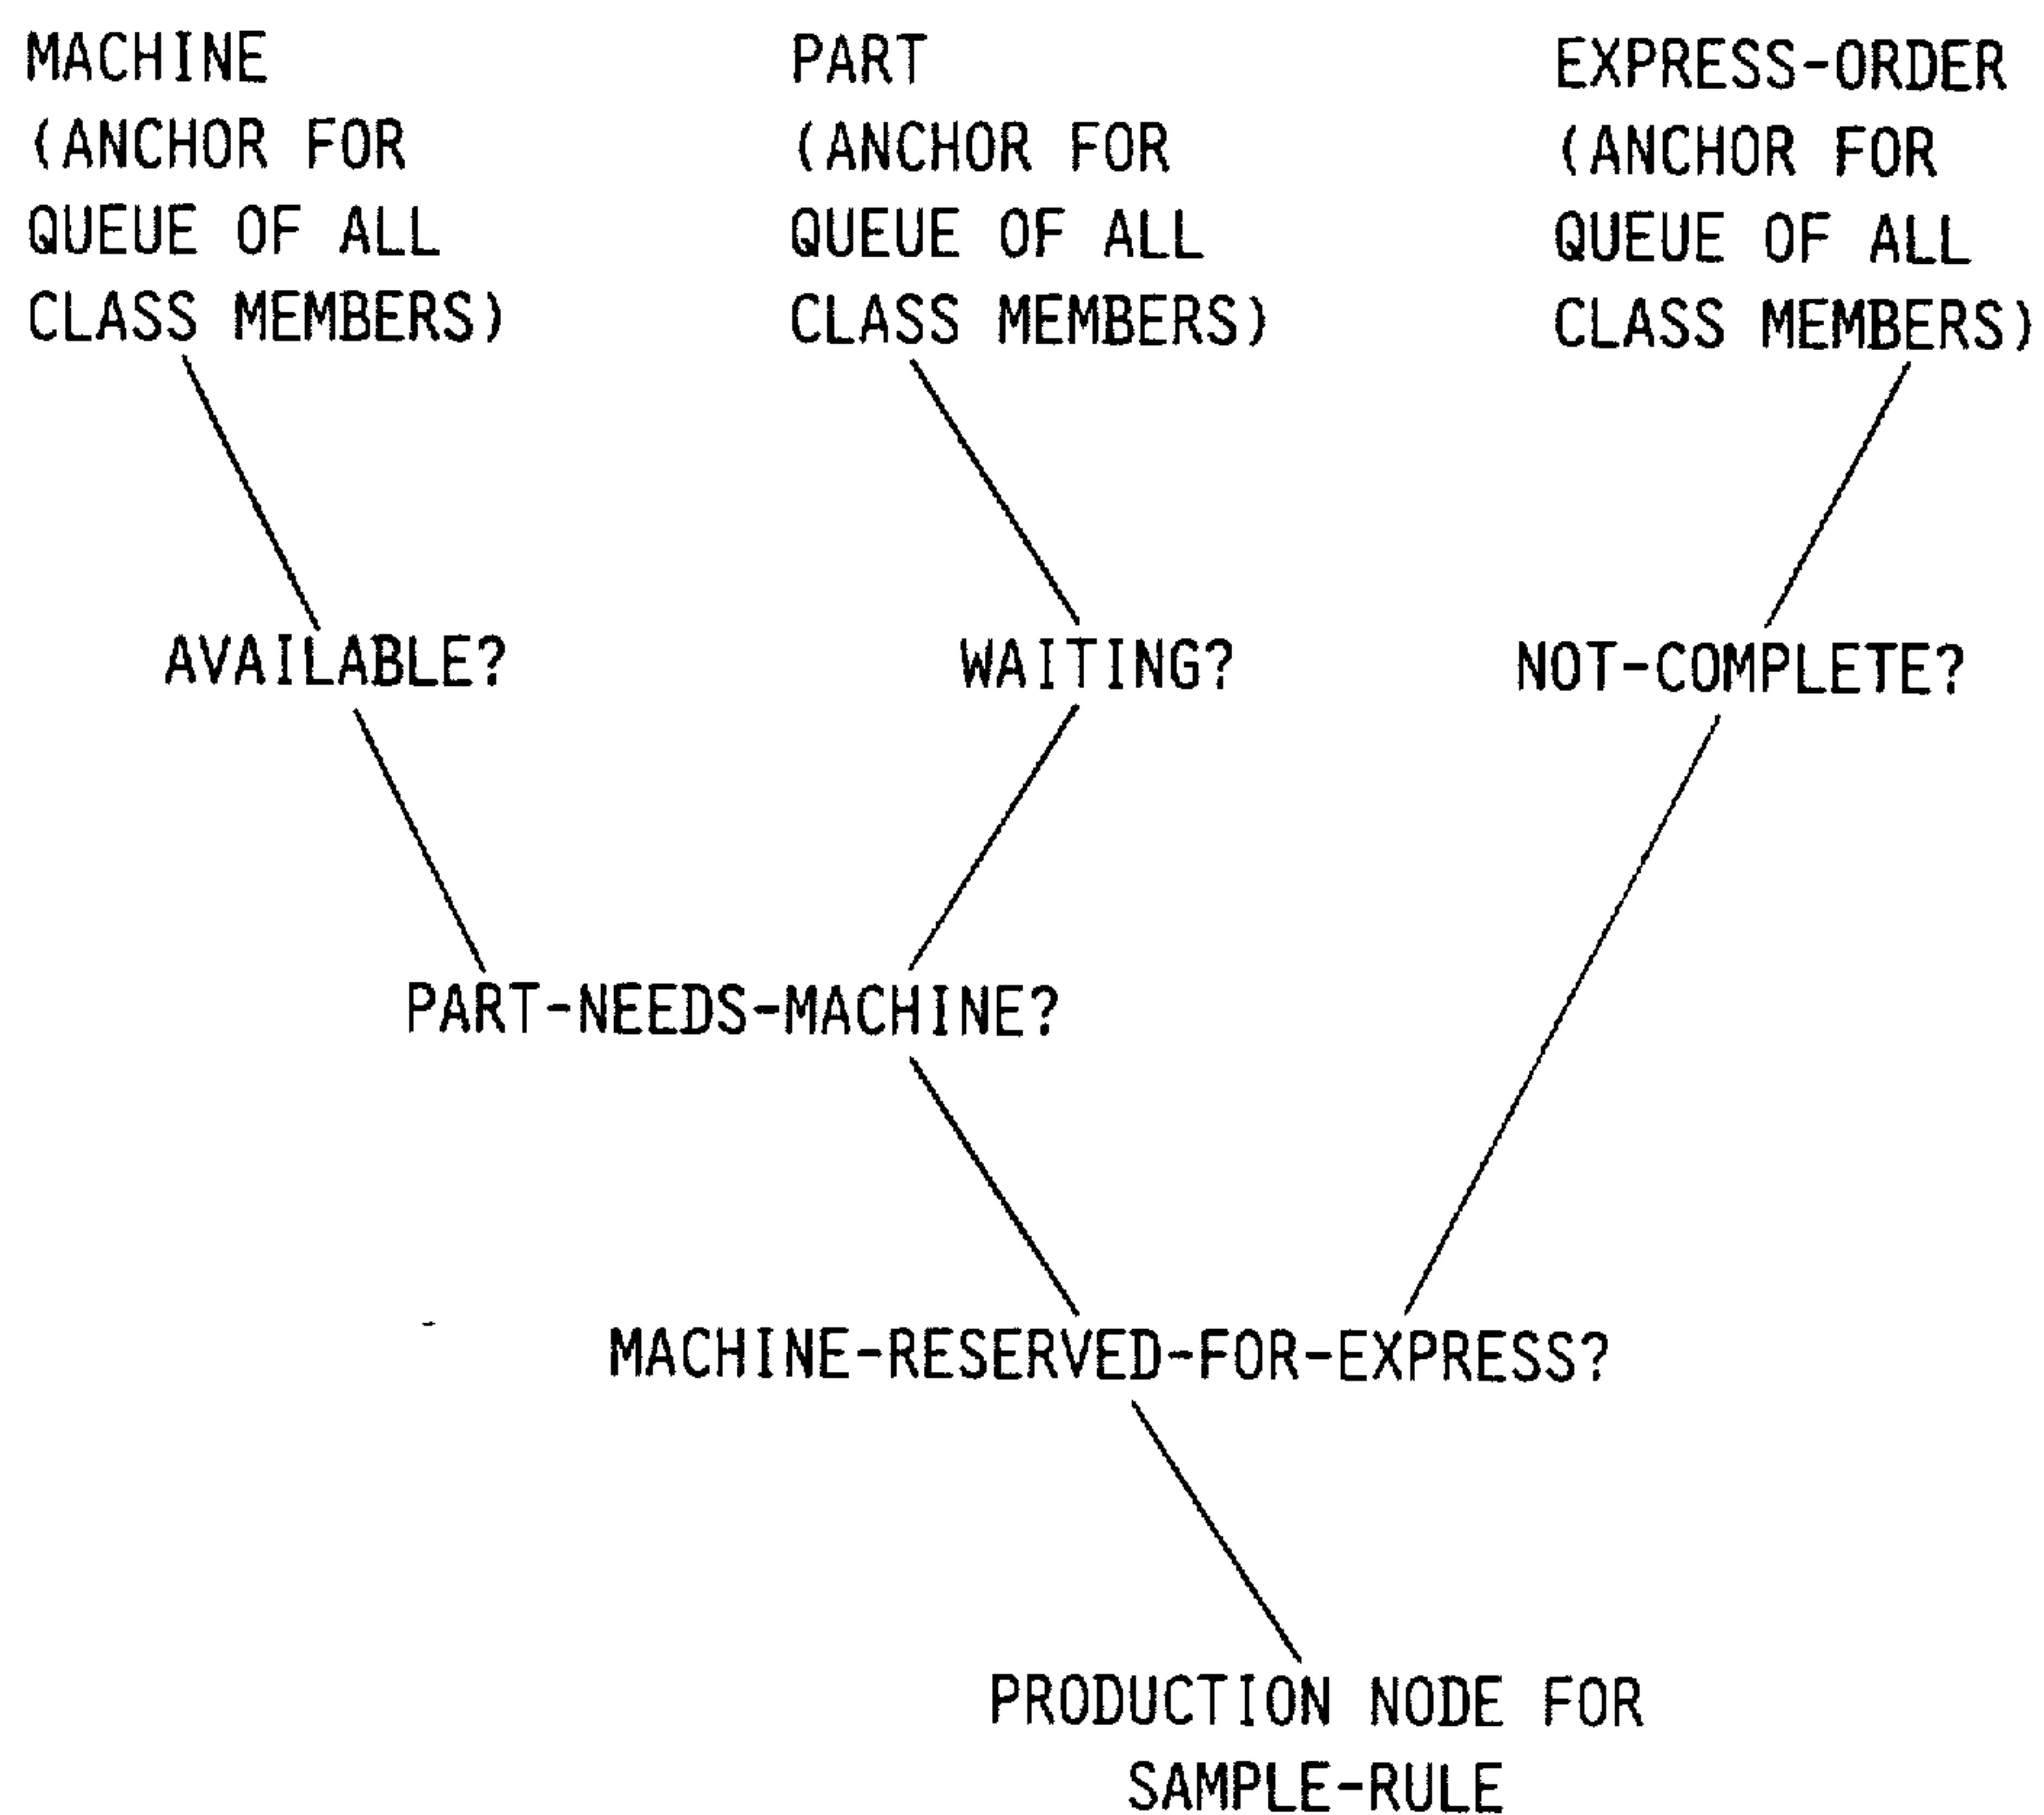 MACHINE
(ANCHOR FOR
QUEUE OF ALL
CLASS MEMBERS)
PART
(ANCHOR FOR
QUEUE OF ALL
CLASS MEMBERS)
EXPRESS-ORDER
(ANCHOR FOR
QUEUE OF ALL
CLASS MEMBERS)
AVAILABLE?
WAITING?
NOT-COMPLETE?
PART-NEEDS-MACHINE?
MACHINE-RESERVED-FOR-EXPRESS?
PRODUCTION NODE FOR
SAMPLE-RULE